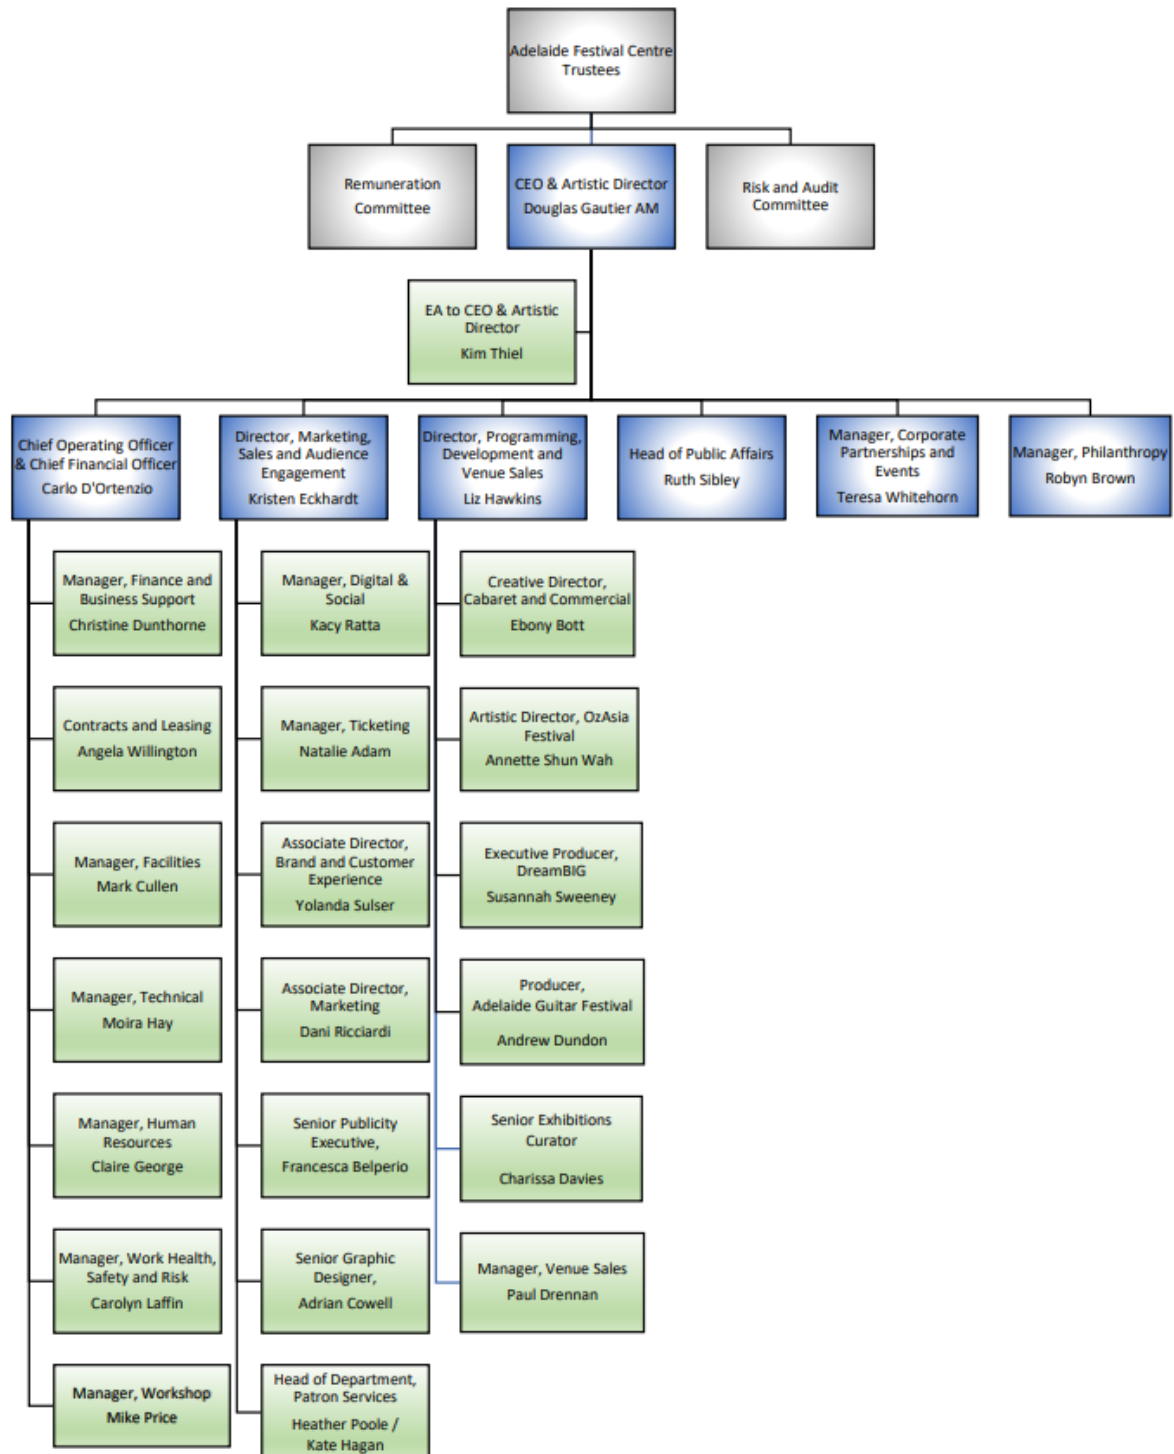 Adelaide Festival Centre
Trustees
Remuneration
Committee
CEO & Artistic Director
Douglas Gautier AM
Risk and Audit
Committee
EA to CEO & Artistic
Director
Kim Thiel
Chief Operating Officer
& Chief Financial Officer
Carlo D'Ortenzio
Director, Marketing,
Sales and Audience
Engagement
Kristen Eckhardt
Director, Programming,
Development and
Venue Sales
Liz Hawkins
Head of Public Affairs
Ruth Sibley
Manager, Corporate
Partnerships and
Events
Teresa Whitehorn
Manager, Philanthropy
Robyn Brown
Manager, Finance and
Business Support
Christine Dunthorne
Contracts and Leasing
Angela Willington
Manager, Facilities
Mark Cullen
Manager, Technical
Moira Hay
Manager, Human
Resources
Claire George
Manager, Work Health,
Safety and Risk
Carolyn Laffin
Manager, Workshop
Mike Price
Manager, Digital &
Social
Kacy Ratta
Manager, Ticketing
Natalie Adam
Associate Director,
Brand and Customer
Experience
Yolanda Sulser
Associate Director,
Marketing
Dani Ricciardi
Senior Publicity
Executive,
Francesca Belperio
Senior Graphic
Designer,
Adrian Cowell
Head of Department,
Patron Services
Heather Poole /
Kate Hagan
Creative Director,
Cabaret and Commercial
Ebony Bott
Artistic Director, OzAsia
Festival
Annette Shun Wah
Executive Producer,
DreamBIG
Susannah Sweeney
Producer,
Adelaide Guitar Festival
Andrew Dundon
Senior Exhibitions
Curator
Charissa Davies
Manager, Venue Sales
Paul Drennan